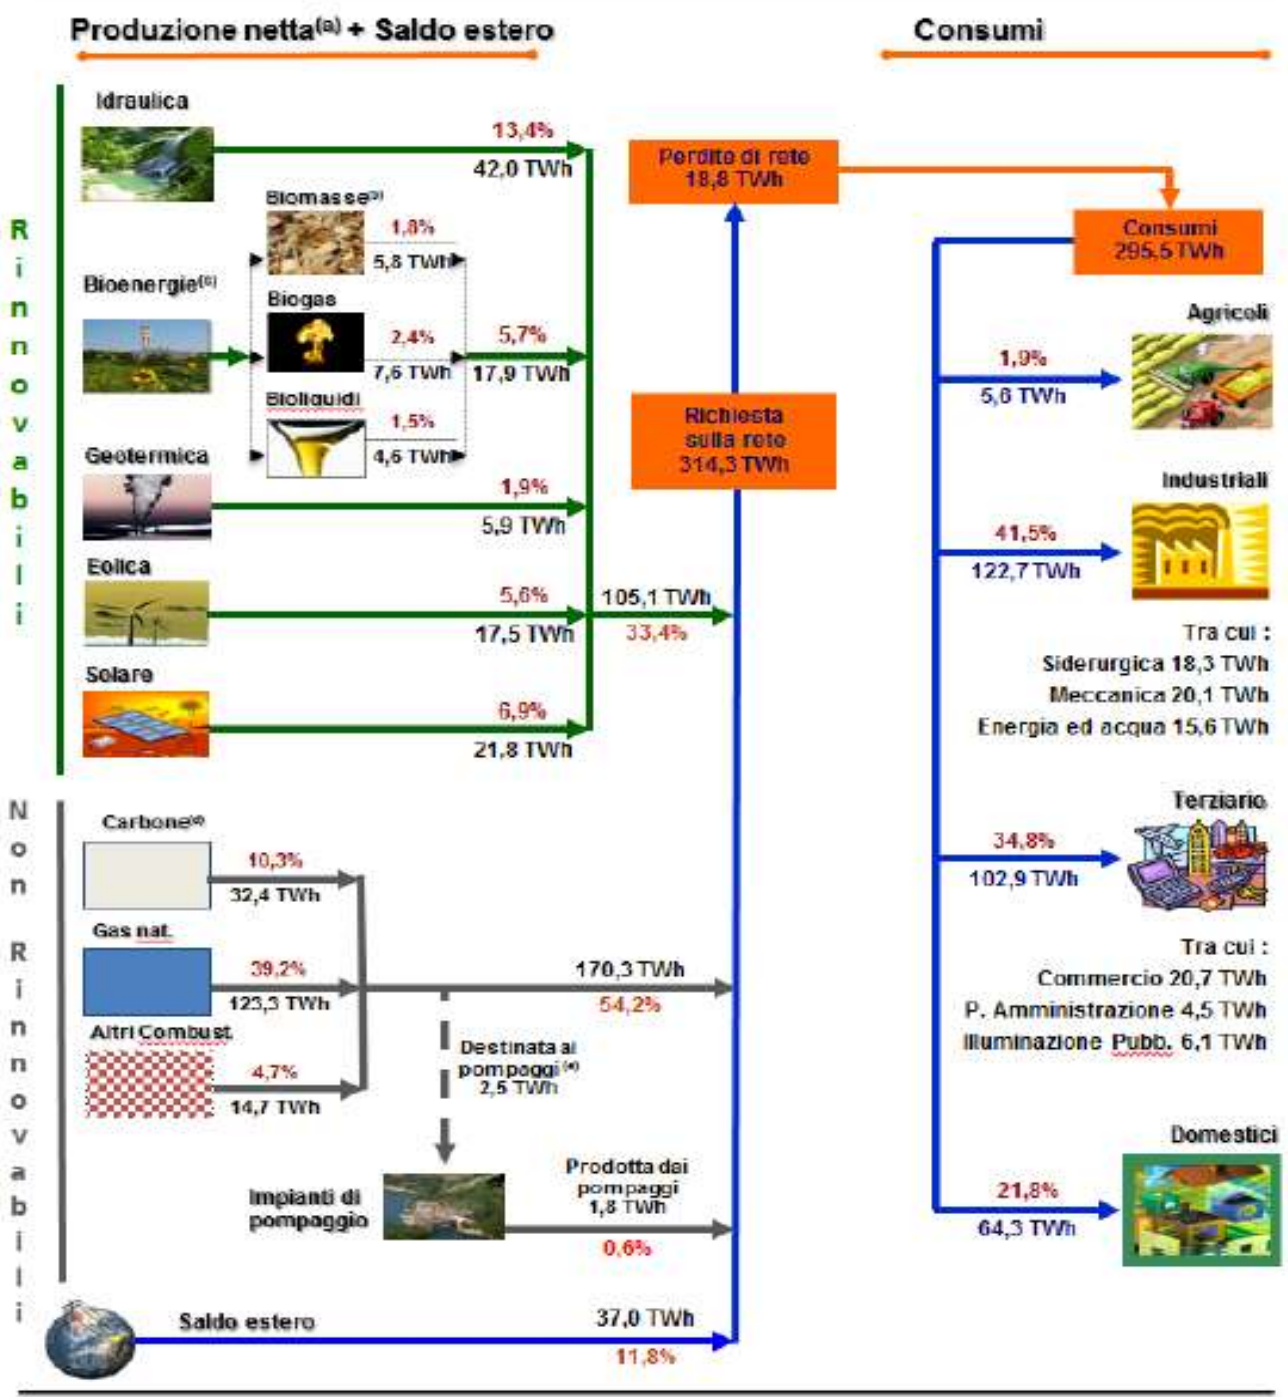 Produzione netta(a) + Saldo estero
Consumi
Rinnovabili
Idraulica
13,4%
42,0 TWh
Bioenergie(c)
Biomasse(b)
1,8%
5,8 TWh
Biogas
2,4%
7,6 TWh
Bioliquidi
1,5%
4,6 TWh
5,7%
17,9 TWh
Geotermica
1,9%
5,9 TWh
Eolica
5,6%
17,5 TWh
Solare
6,9%
21,8 TWh
105,1 TWh
33,4%
Non Rinnovabili
Carbone(d)
10,3%
32,4 TWh
Gas nat.
39,2%
123,3 TWh
Altri Combust.
4,7%
14,7 TWh
170,3 TWh
54,2%
Destinata ai
pompaggi(e)
2,5 TWh
Impianti di
pompaggio
Prodotta dai
pompaggi
1,8 TWh
0,6%
Saldo estero
37,0 TWh
11,8%
Perdite di rete
18,8 TWh
Richiesta
sulla rete
314,3 TWh
Consumi
295,5 TWh
Agricoli
1,9%
5,6 TWh
Industriali
41,5%
122,7 TWh
Tra cui :
Siderurgica 18,3 TWh
Meccanica 20,1 TWh
Energia ed acqua 15,6 TWh
Terziario
34,8%
102,9 TWh
Tra cui :
Commercio 20,7 TWh
P. Amministrazione 4,5 TWh
Illuminazione Pubb. 6,1 TWh
Domestici
21,8%
64,3 TWh